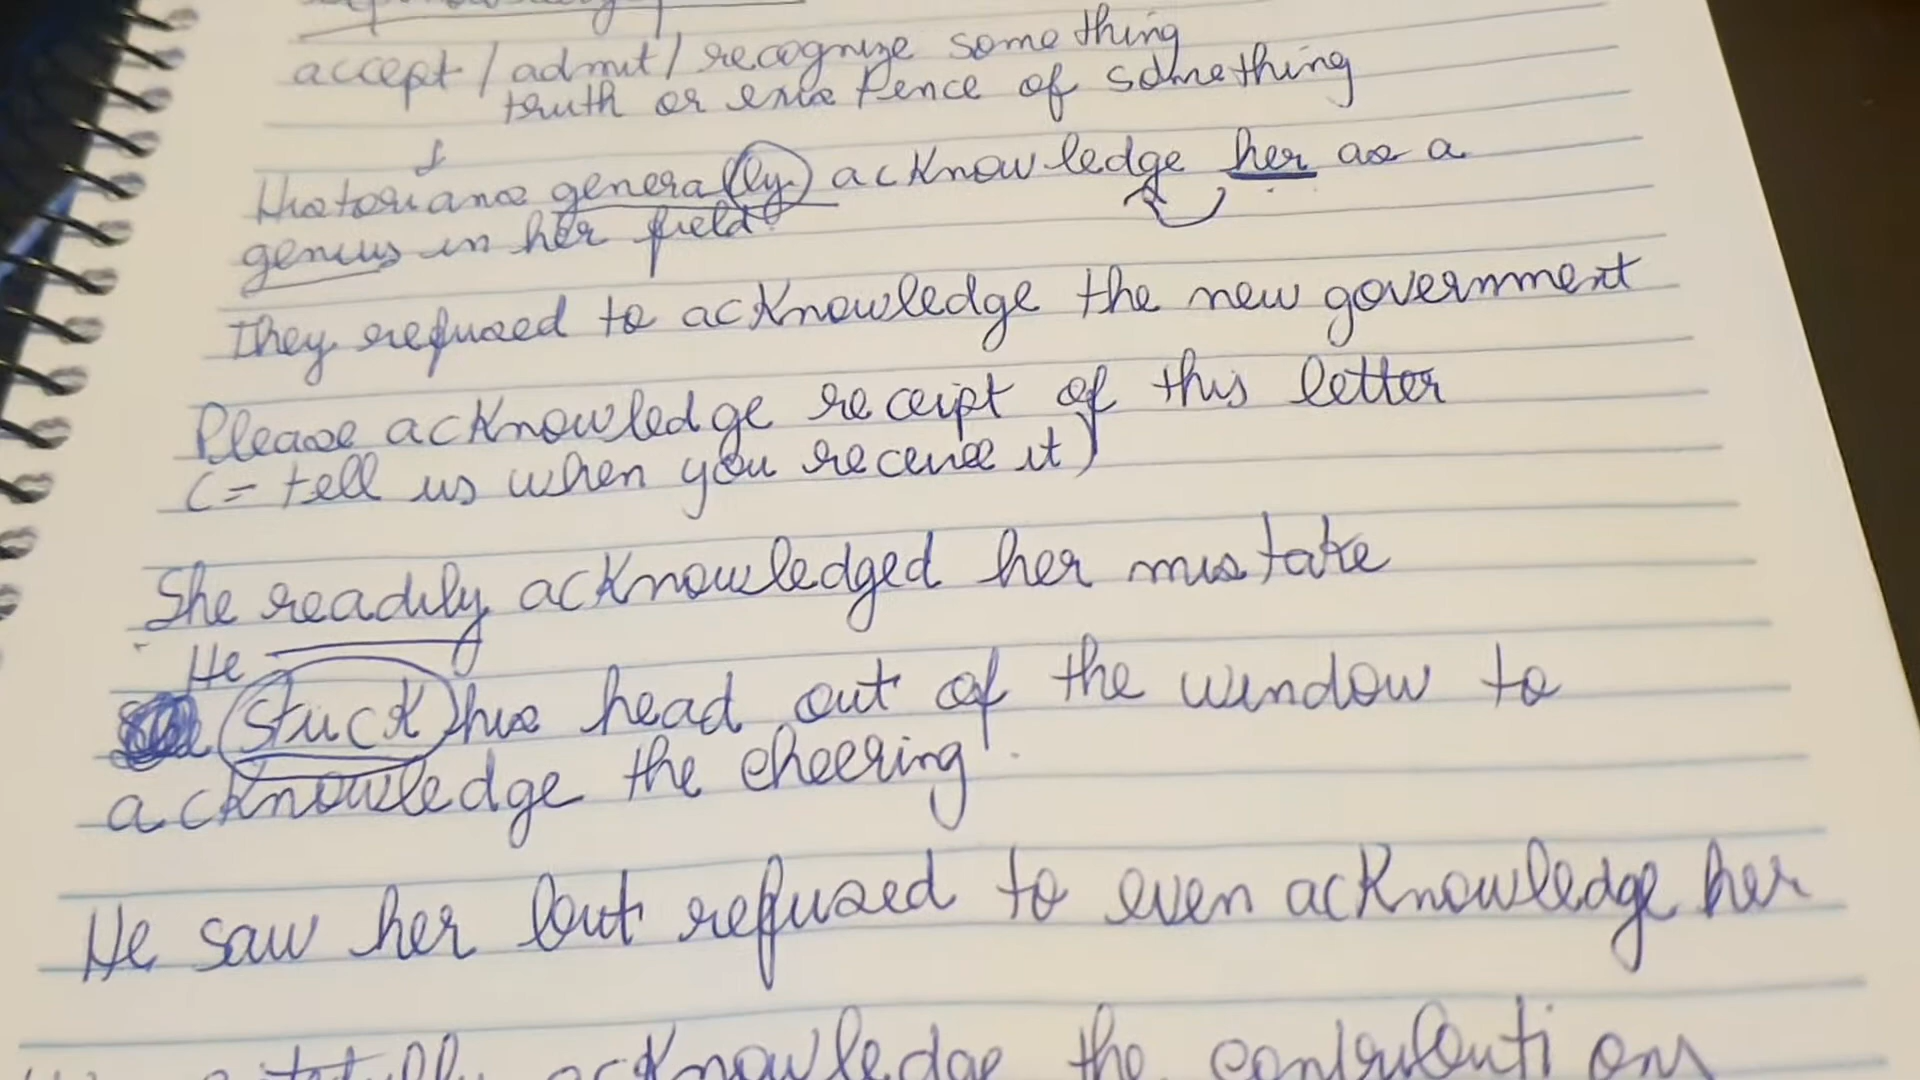 accept / admit / recognize something
truth or existence of something
Historians generally acknowledge her as a
genius in her field
They refused to acknowledge the new government
Please acknowledge receipt of this letter
(= tell us when you receive it)
She readily acknowledged her mistake
He
stuck his head out of the window to
acknowledge the cheering.
He saw her but refused to even acknowledge her
acknowledge the contributions